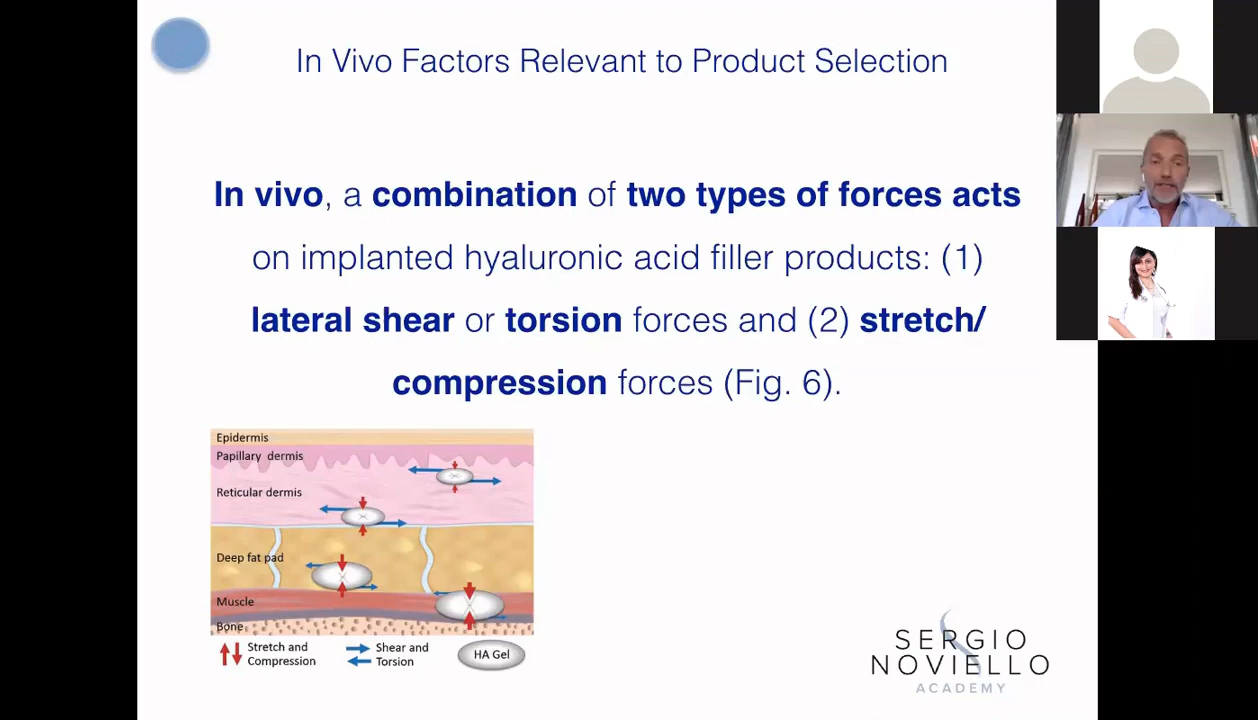 In Vivo Factors Relevant to Product Selection
In vivo, a combination of two types of forces acts
on implanted hyaluronic acid filler products: (1)
lateral shear or torsion forces and (2) stretch/
compression forces (Fig. 6).
Epidermis
Papillary dermis
Reticular dermis
Deep fat pad
Muscle
Bone
Stretch and
Compression
Shear and
Torsion
HA Gel
SERGIO
NOVIELLO
ACADEMY